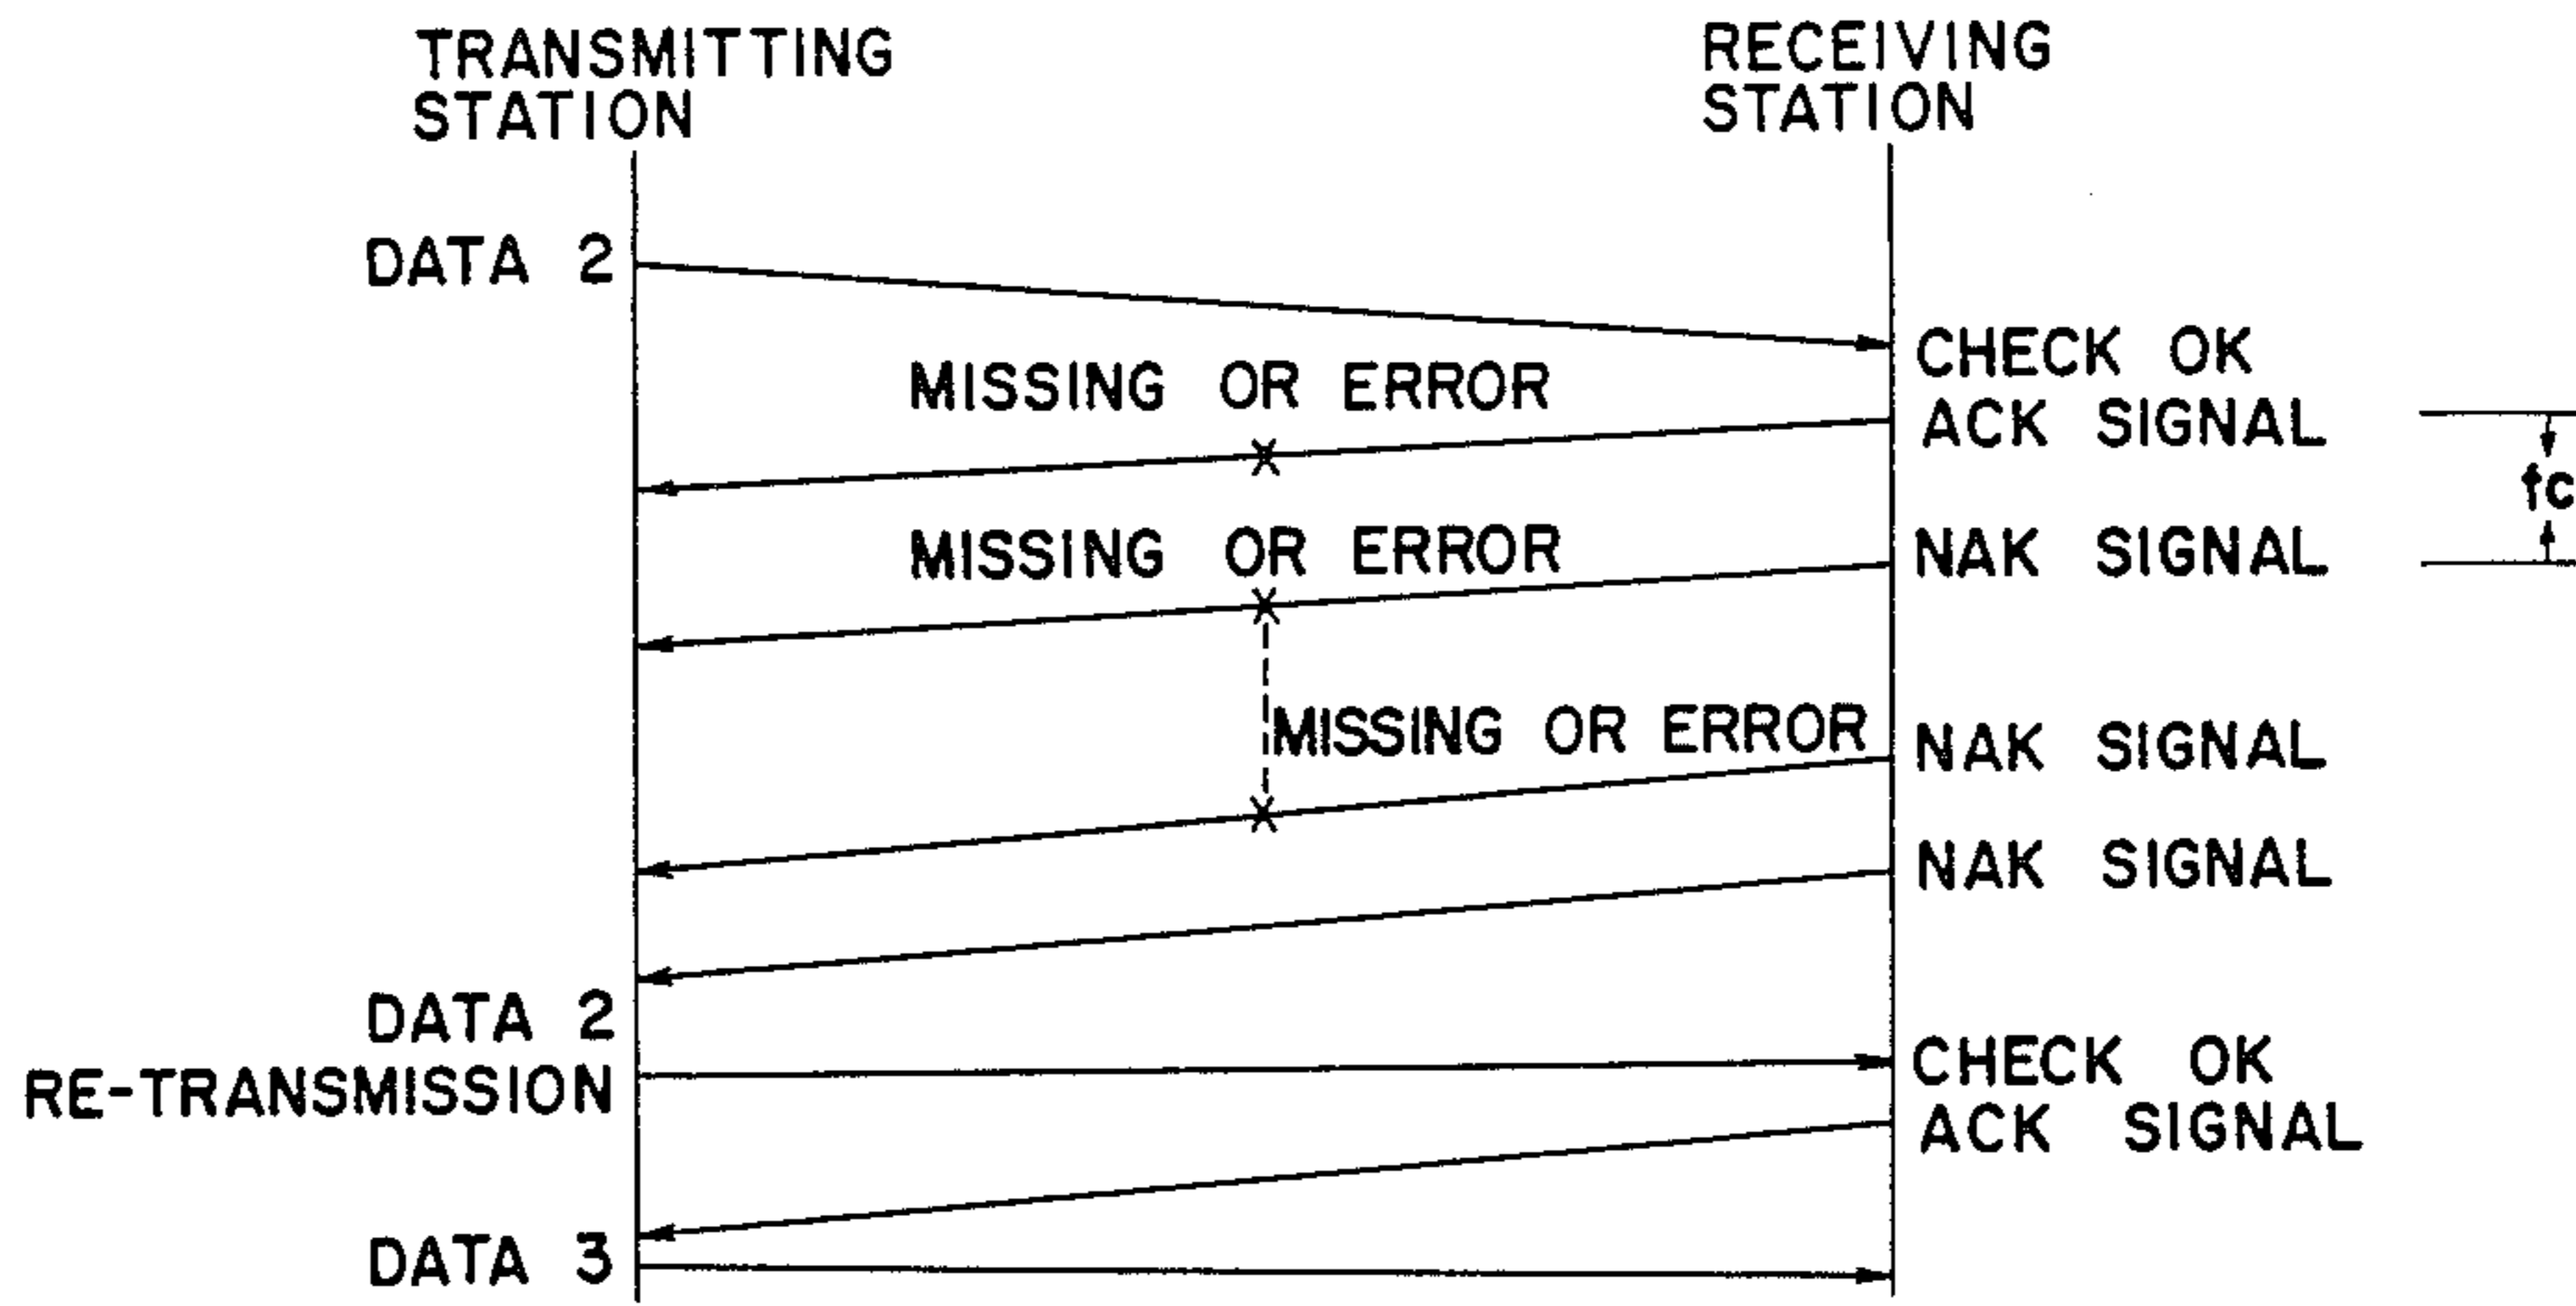 TRANSMITTING
STATION
RECEIVING
STATION
DATA 2
CHECK OK
MISSING OR ERROR
ACK SIGNAL
fc
MISSING OR ERROR
NAK SIGNAL
MISSING OR ERROR
NAK SIGNAL
NAK SIGNAL
DATA 2
RE-TRANSMISSION
CHECK OK
ACK SIGNAL
DATA 3